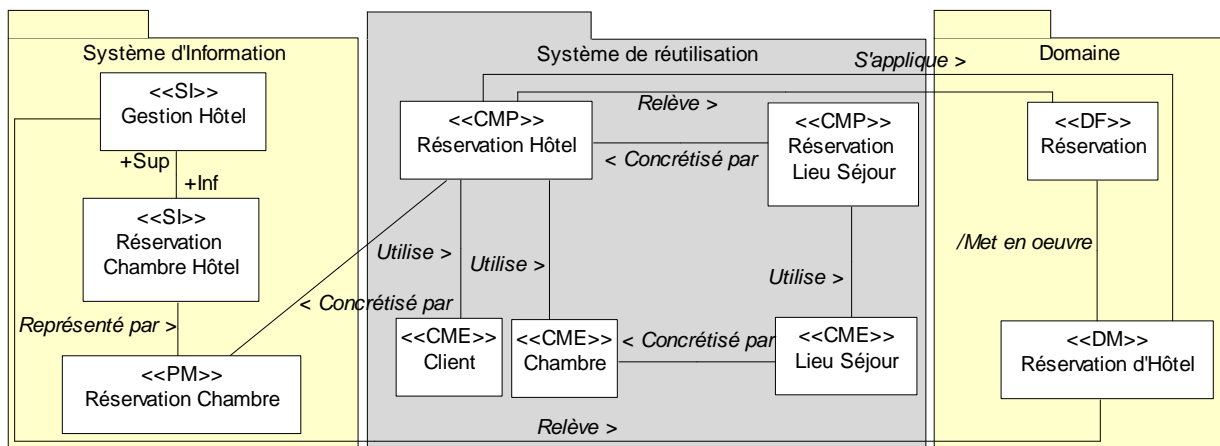 Système d'Information
<<SI>>
Gestion Hôtel
+Sup
+Inf
<<SI>>
Réservation
Chambre Hôtel
Représenté par >
<<PM>>
Réservation Chambre
Système de réutilisation
S'applique >
Relève >
<<CMP>>
Réservation Hôtel
< Concrétisé par
<<CMP>>
Réservation
Lieu Séjour
Utilise >
Utilise >
Utilise >
< Concrétisé par
<<CME>>
Client
<<CME>>
Chambre
< Concrétisé par
<<CME>>
Lieu Séjour
Domaine
<<DF>>
Réservation
/Met en oeuvre
<<DM>>
Réservation d'Hôtel
Relève >